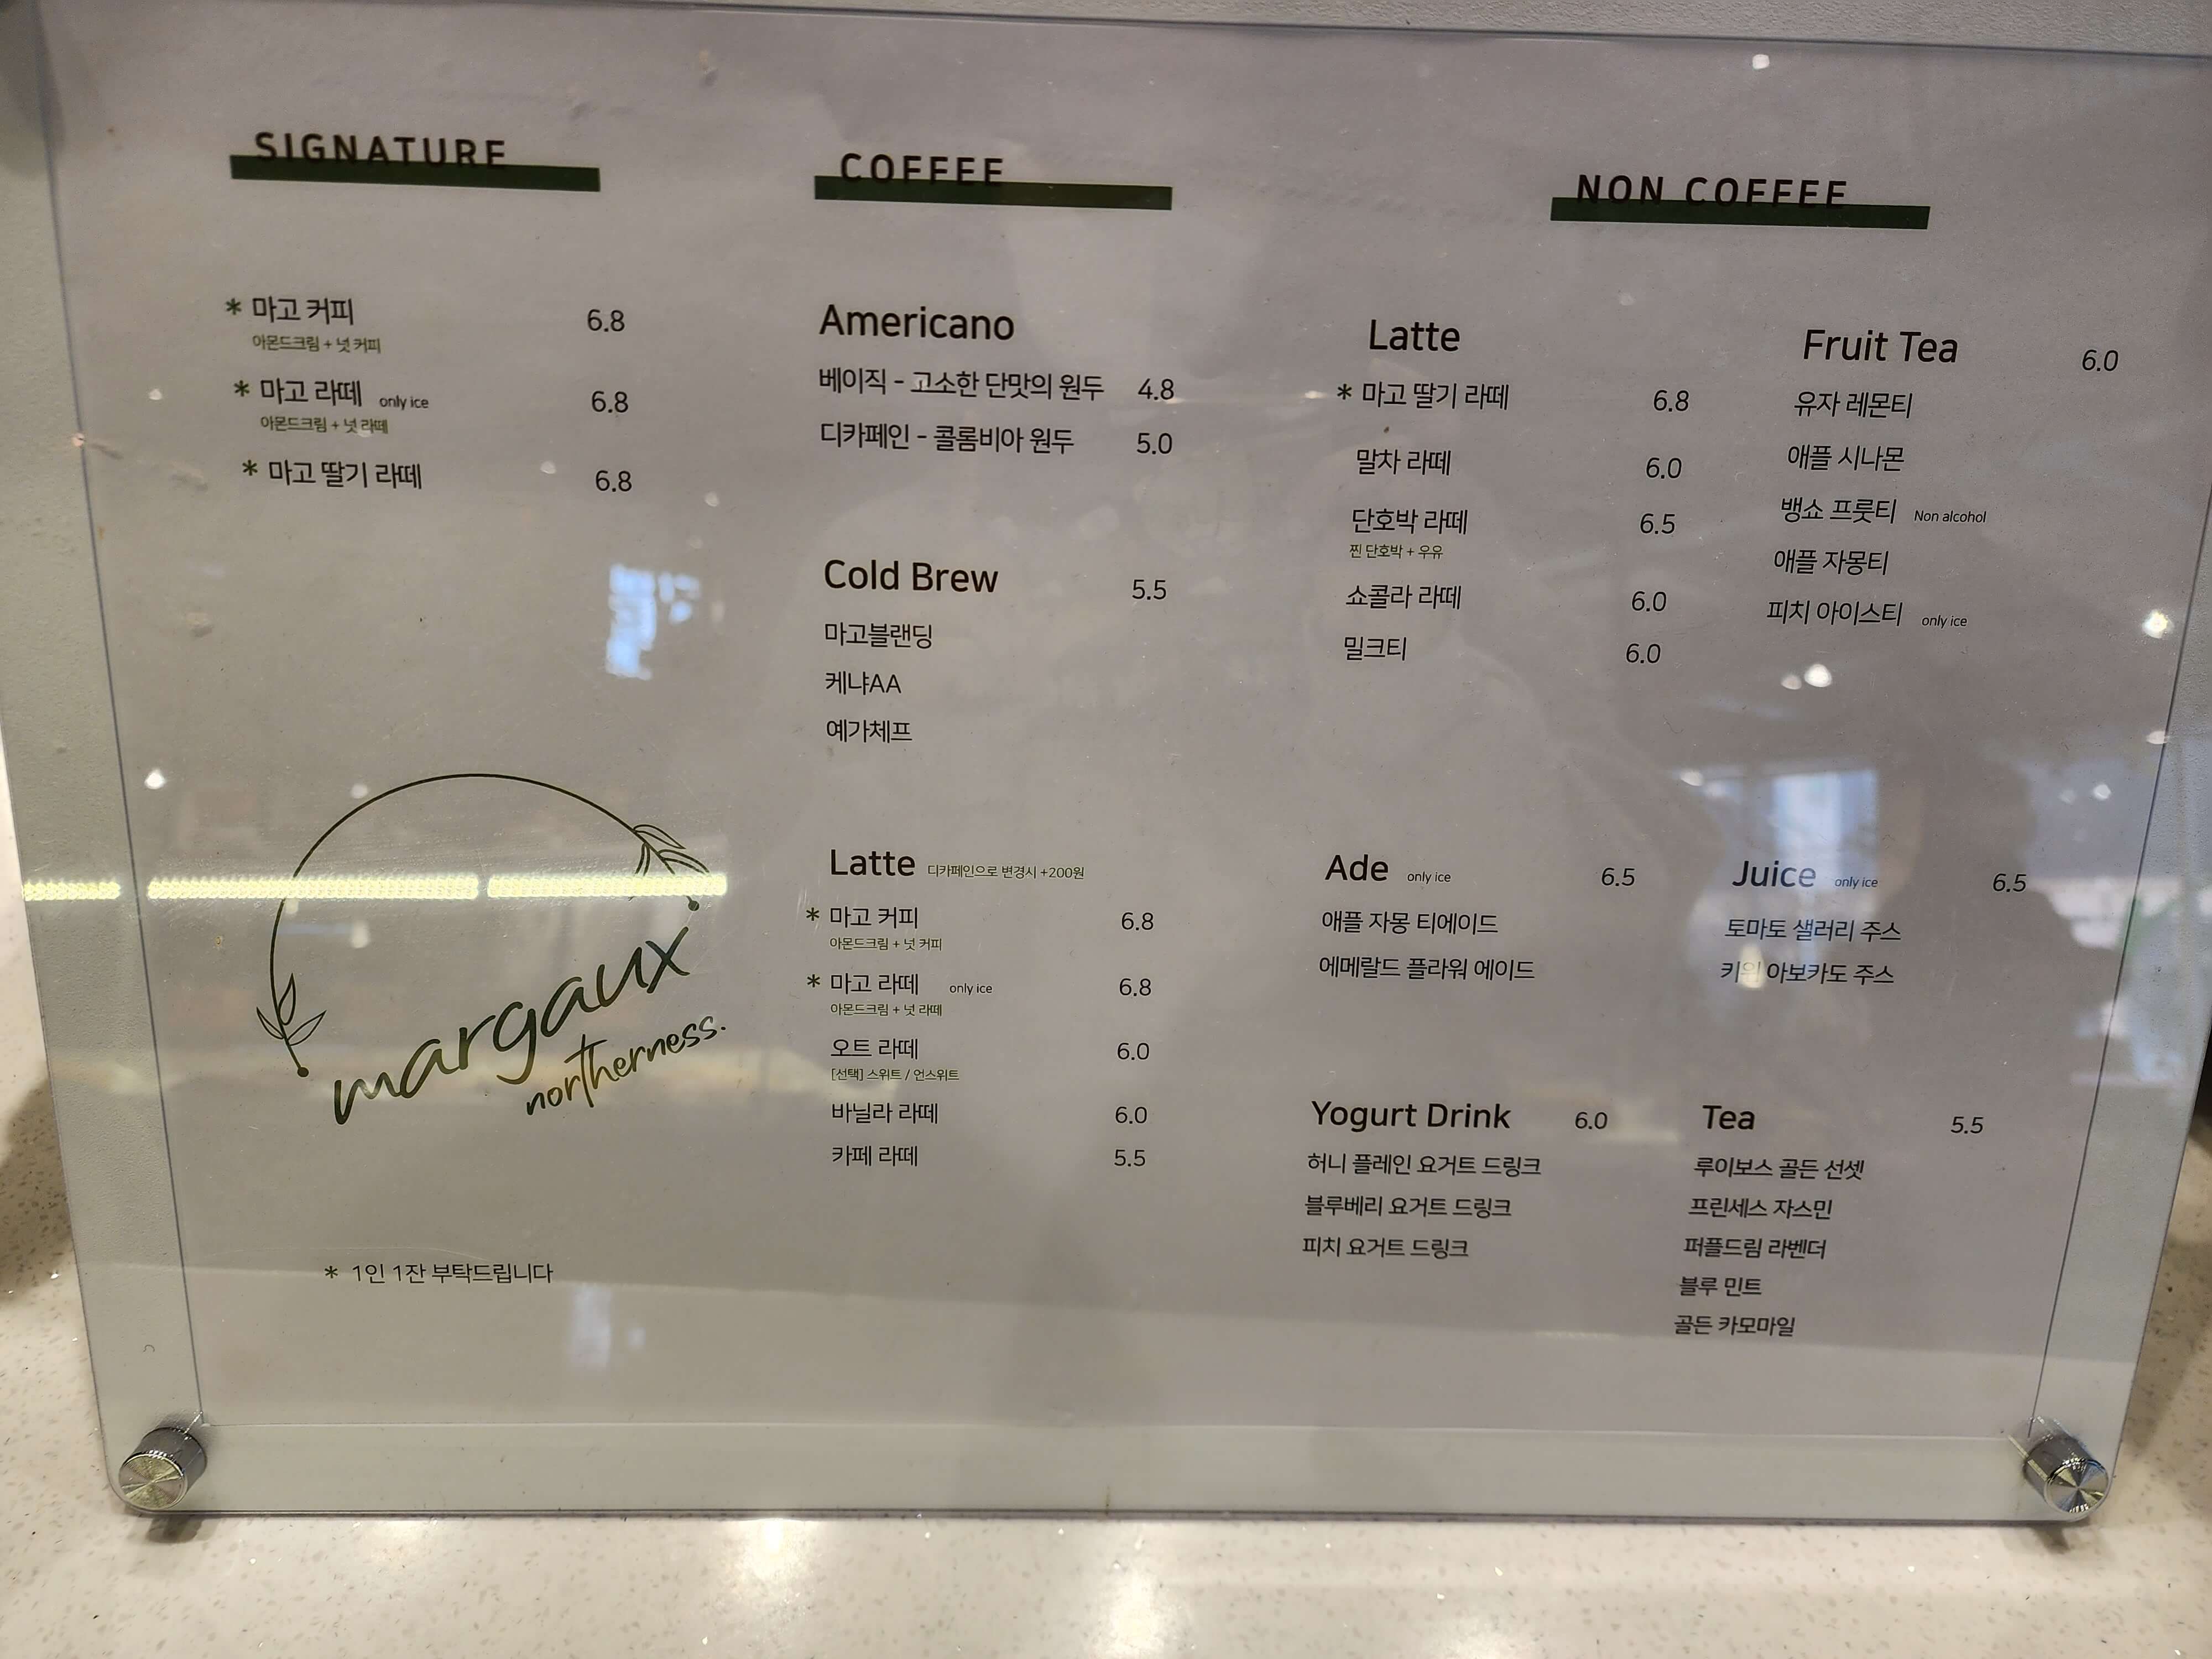 SIGNATURE
* 마고 커피 6.8
아몬드크림 + 넛 커피
* 마고 라떼 only ice 6.8
아몬드크림 + 넛 라떼
* 마고 딸기 라떼 6.8
margaux
northerness.
* 1인 1잔 부탁드립니다
COFFEE
Americano
베이직 - 고소한 단맛의 원두 4.8
디카페인 - 콜롬비아 원두 5.0
Cold Brew 5.5
마고블랜딩
케냐AA
예가체프
Latte 디카페인으로 변경시 +200원
* 마고 커피 6.8
아몬드크림 + 넛 커피
* 마고 라떼 only ice 6.8
아몬드크림 + 넛 라떼
오트 라떼 6.0
[선택] 스위트 / 언스위트
바닐라 라떼 6.0
카페 라떼 5.5
NON COFFEE
Latte
* 마고 딸기 라떼 6.8
말차 라떼 6.0
단호박 라떼 6.5
찐 단호박 + 우유
쇼콜라 라떼 6.0
밀크티 6.0
Fruit Tea 6.0
유자 레몬티
애플 시나몬
뱅쇼 프룻티 Non alcohol
애플 자몽티
피치 아이스티 only ice
Ade only ice 6.5
애플 자몽 티에이드
에메랄드 플라워 에이드
Juice only ice 6.5
토마토 샐러리 주스
키위 아보카도 주스
Yogurt Drink 6.0
허니 플레인 요거트 드링크
블루베리 요거트 드링크
피치 요거트 드링크
Tea 5.5
루이보스 골든 선셋
프린세스 자스민
퍼플드림 라벤더
블루 민트
골든 카모마일